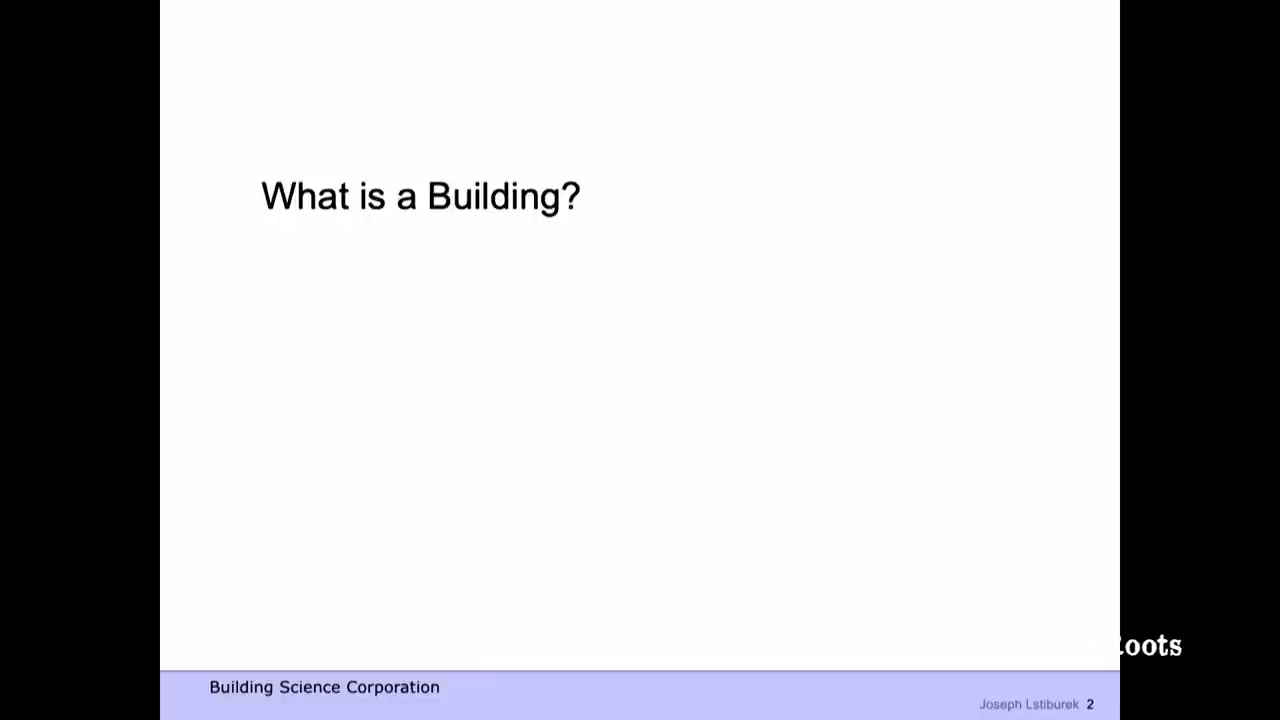 What is a Building?
Building Science Corporation
Joseph Lstiburek 2